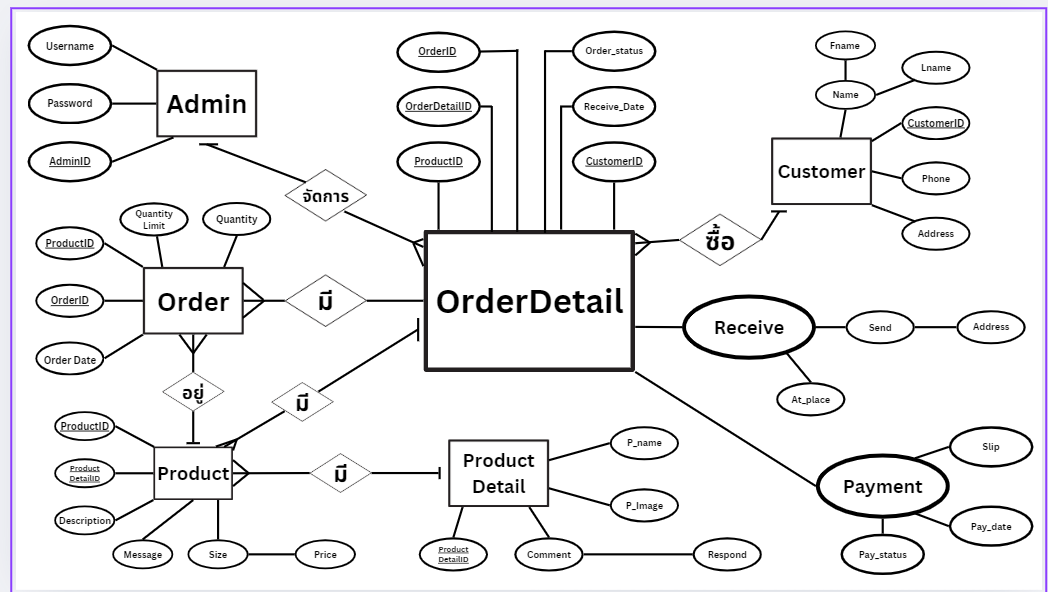 Username
Password
AdminID
Admin
จัดการ
OrderID
OrderDetailID
ProductID
Order_status
Receive_Date
CustomerID
OrderDetail
Fname
Lname
Name
CustomerID
Phone
Address
Customer
ซื้อ
Quantity
Limit
Quantity
ProductID
OrderID
Order Date
Order
มี
Receive
Send
Address
At_place
อยู่
มี
ProductID
Product
DetailID
Description
Message
Size
Price
Product
มี
Product
Detail
P_name
P_Image
Product
DetailID
Comment
Respond
Payment
Slip
Pay_date
Pay_status